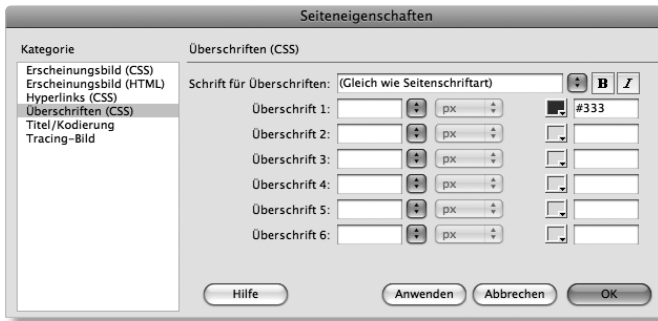 Seiteneigenschaften
Kategorie
Erscheinungsbild (CSS)
Erscheinungsbild (HTML)
Hyperlinks (CSS)
Überschriften (CSS)
Titel/Kodierung
Tracing-Bild
Überschriften (CSS)
Schrift für Überschriften: (Gleich wie Seitenschriftart) B I
Überschrift 1: px #333
Überschrift 2: px
Überschrift 3: px
Überschrift 4: px
Überschrift 5: px
Überschrift 6: px
Hilfe Anwenden Abbrechen OK